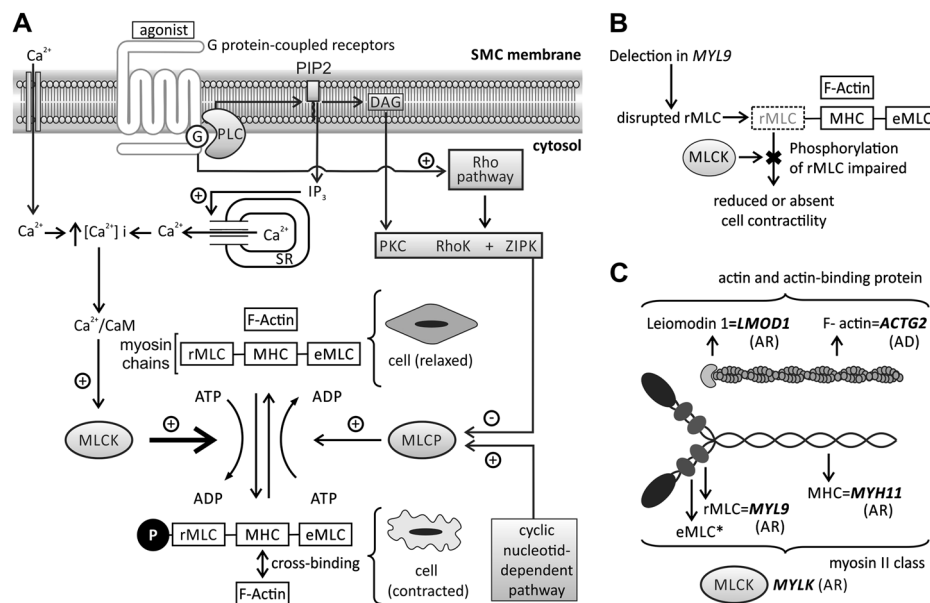 A
agonist
Ca²⁺
G protein-coupled receptors
SMC membrane
PIP2
DAG
PLC
G
cytosol
+
Rho
pathway
IP₃
+
Ca²⁺
[Ca²⁺] i
Ca²⁺
Ca²⁺
SR
PKC RhoK + ZIPK
Ca²⁺/CaM
F-Actin
myosin
chains
rMLC
MHC
eMLC
cell (relaxed)
+
ATP
ADP
-
MLCK
+
+
MLCP
+
ADP
ATP
P
rMLC
MHC
eMLC
cross-binding
F-Actin
cell
(contracted)
cyclic
nucleotid-
dependent
pathway
B
Delection in MYL9
F-Actin
disrupted rMLC
rMLC
MHC
eMLC
MLCK
Phosphorylation
of rMLC impaired
reduced or absent
cell contractility
C
actin and actin-binding protein
Leiomodin 1=LMOD1
(AR)
F- actin=ACTG2
(AD)
MHC=MYH11
(AR)
rMLC=MYL9
(AR)
eMLC*
myosin II class
MLCK
MYLK (AR)